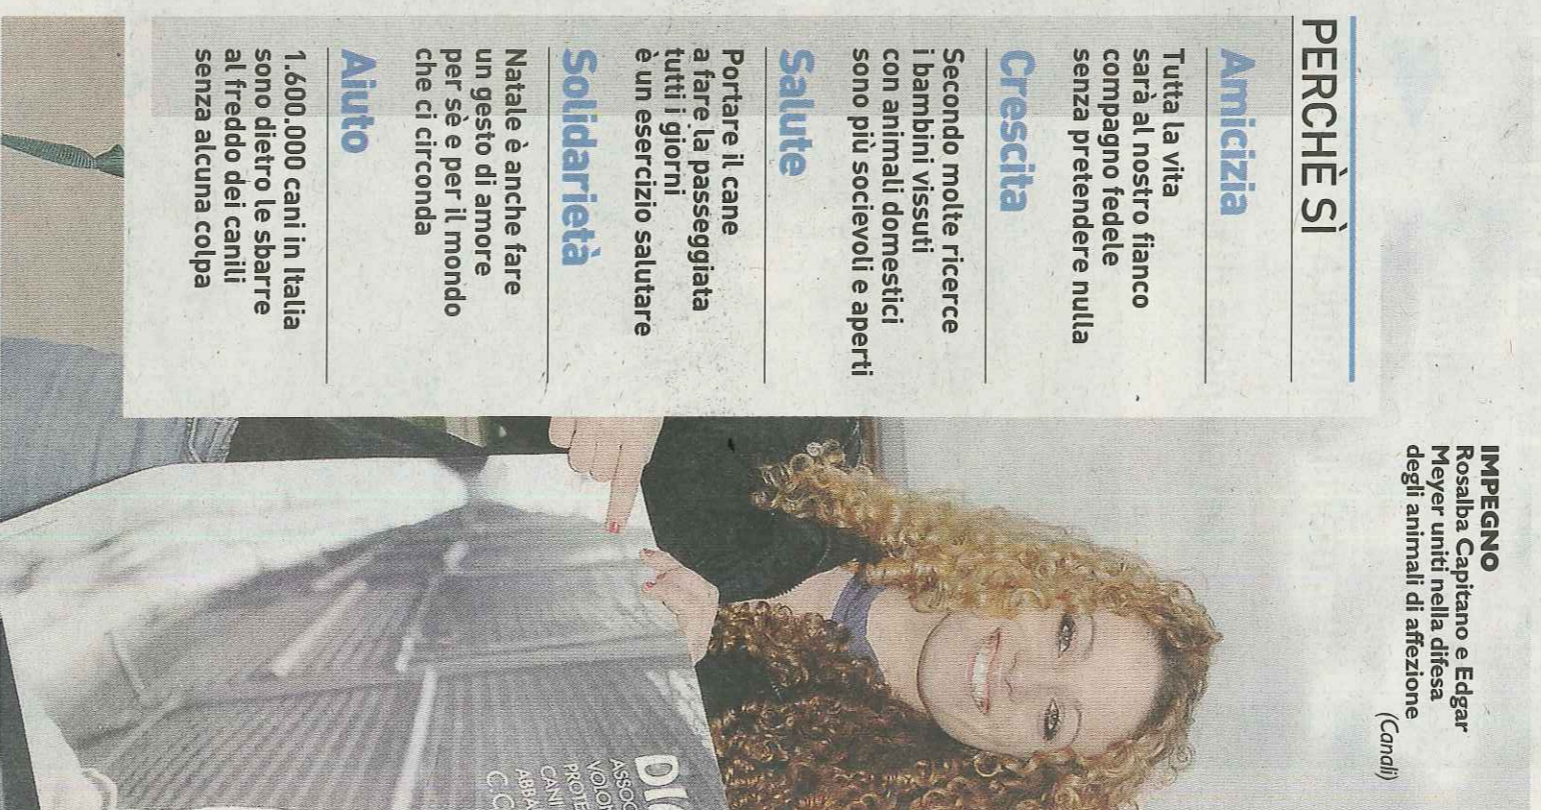 PERCHÈ SÌ
Amicizia
Tutta la vita
sarà al nostro fianco
compagno fedele
senza pretendere nulla
Crescita
Secondo molte ricerce
i bambini vissuti
con animali domestici
sono più socievoli e aperti
Salute
Portare il cane
a fare la passeggiata
tutti i giorni
è un esercizio salutare
Solidarietà
Natale è anche fare
un gesto di amore
per sè e per il mondo
che ci circonda
Aiuto
1.600.000 cani in Italia
sono dietro le sbarre
al freddo dei canili
senza alcuna colpa
IMPEGNO
Rosalba Capitano e Edgar
Meyer uniti nella difesa
degli animali di affezione
(Canali)
CANI